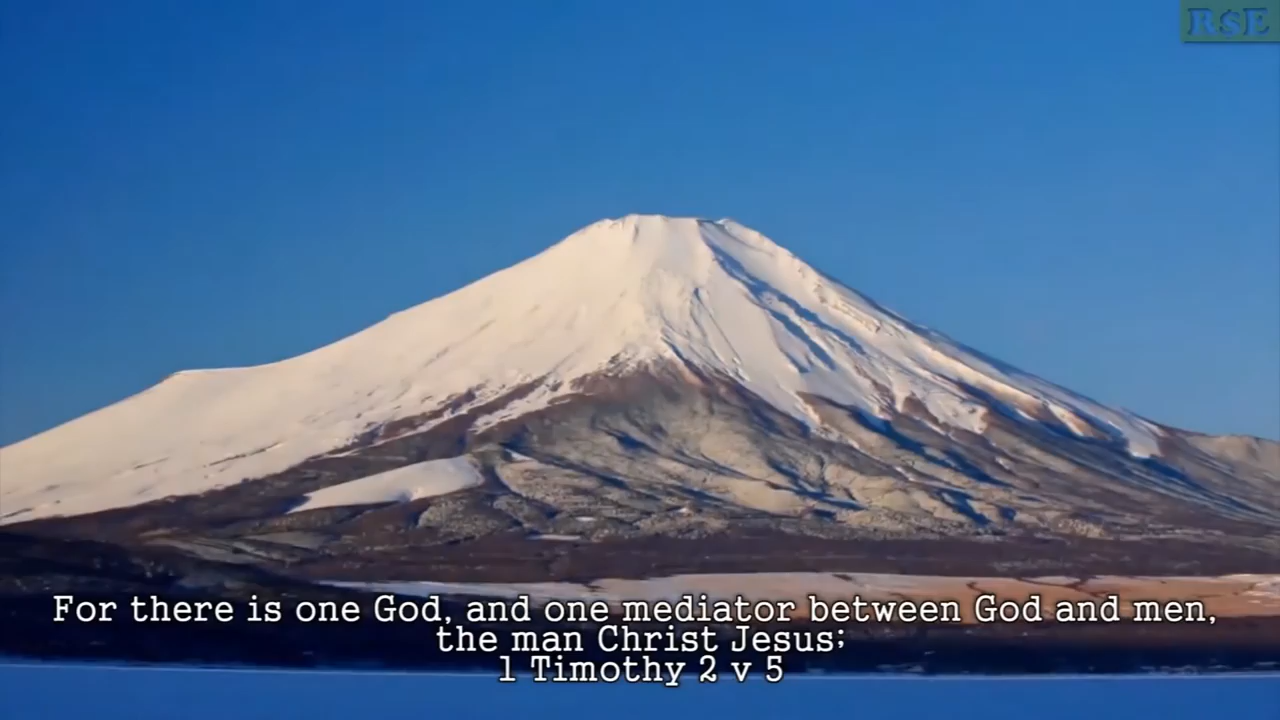 R$E
For there is one God, and one mediator between God and men,
the man Christ Jesus;
1 Timothy 2 v 5